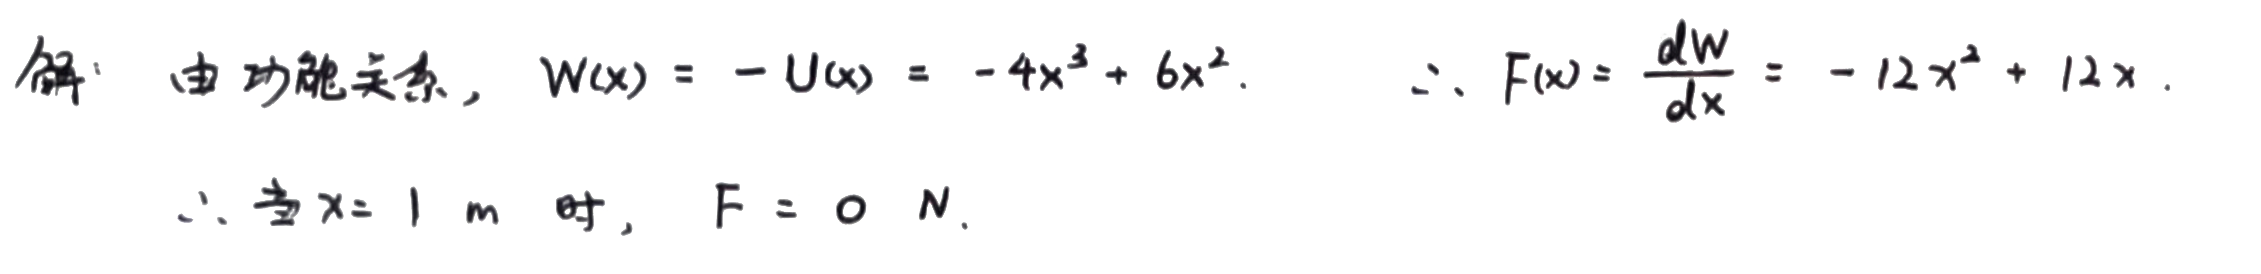 解: 由功能关系, W(x) = - U(x) = - 4x³ + 6x². ∴ F(x) = dW/dx = - 12x² + 12x.
∴ 当 x = 1 m 时, F = 0 N.